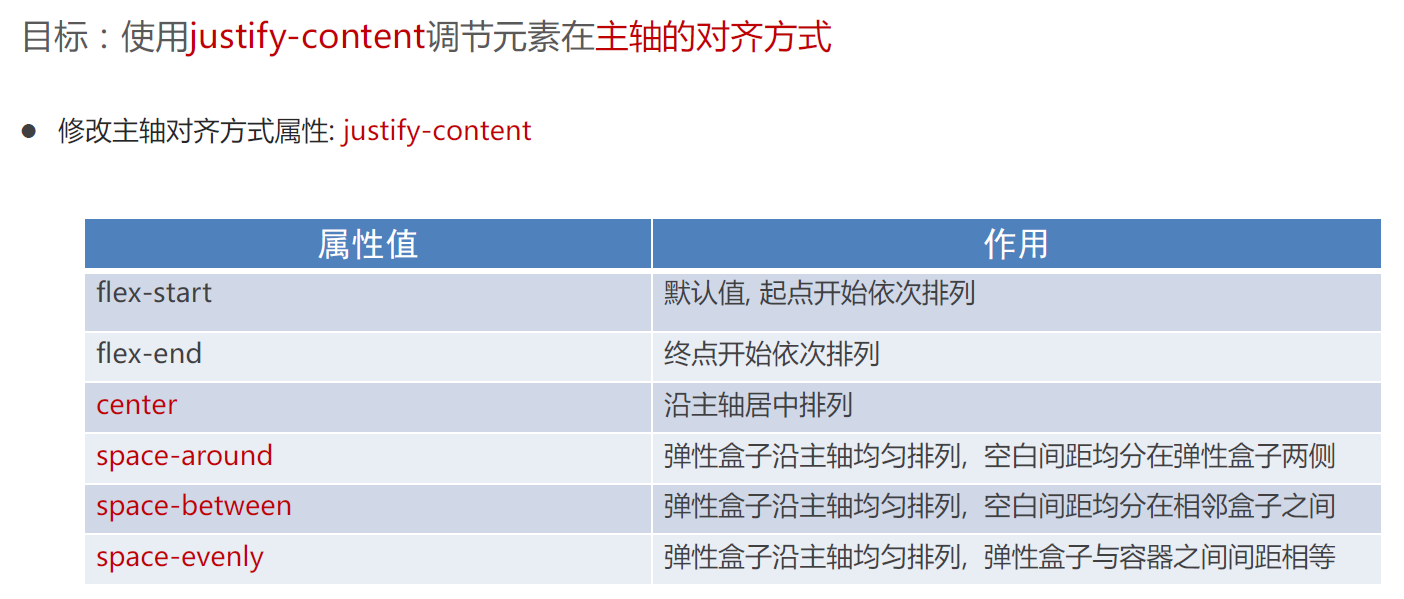 目标：使用justify-content调节元素在主轴的对齐方式
● 修改主轴对齐方式属性: justify-content
属性值 作用
flex-start 默认值, 起点开始依次排列
flex-end 终点开始依次排列
center 沿主轴居中排列
space-around 弹性盒子沿主轴均匀排列, 空白间距均分在弹性盒子两侧
space-between 弹性盒子沿主轴均匀排列, 空白间距均分在相邻盒子之间
space-evenly 弹性盒子沿主轴均匀排列, 弹性盒子与容器之间间距相等